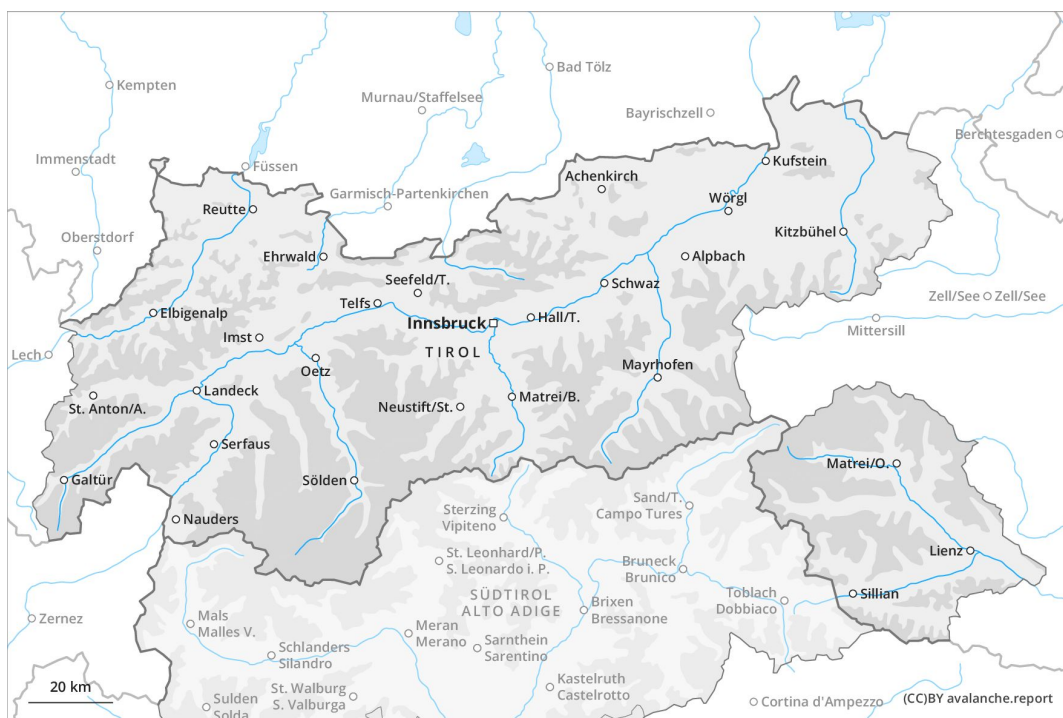 Kempten
Bad Tölz
Murnau/Staffelsee
Bayrischzell
Berchtesgaden
Immenstadt
Füssen
Kufstein
Achenkirch
Garmisch-Partenkirchen
Wörgl
Reutte
Kitzbühel
Oberstdorf
Ehrwald
Alpbach
Seefeld/T.
Schwaz
Zell/See
Zell/See
Telfs
Elbigenalp
Hall/T.
Innsbruck
Mittersill
Imst
Lech
TIROL
Oetz
Mayrhofen
Landeck
St. Anton/A.
Matrei/B.
Neustift/St.
Serfaus
Matrei/O.
Galtür
Sölden
Sand/T.
Campo Tures
Nauders
Sterzing
Vipiteno
St. Leonhard/P.
S. Leonardo i. P.
Lienz
Bruneck
Brunico
SÜDTIROL
ALTO ADIGE
Toblach
Dobbiaco
Sillian
Brixen
Bressanone
Zernez
Mals
Malles V.
Meran
Merano
Sarnthein
Sarentino
Schlanders
Silandro
Kastelruth
Castelrotto
20 km
St. Walburg
S. Valburga
Sulden
Solda
Cortina d'Ampezzo
(CC)BY avalanche.report